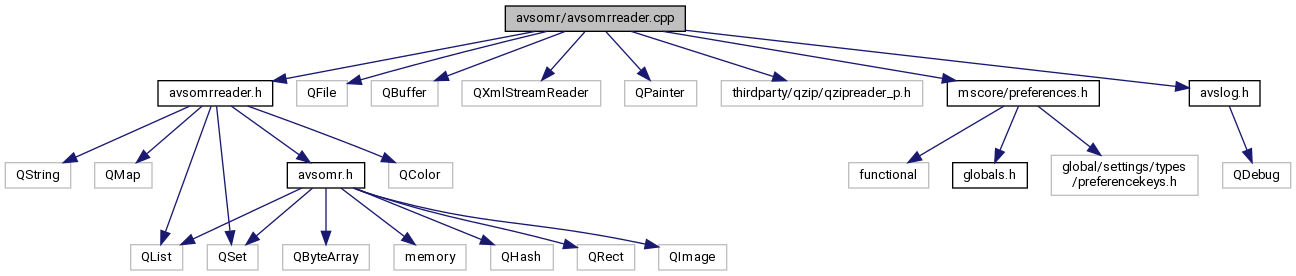 avsomr/avsomrreader.cpp
avsomrreader.h
QFile
QBuffer
QXmlStreamReader
QPainter
thirdparty/qzip/qzipreader_p.h
mscore/preferences.h
avslog.h
QString
QMap
avsomr.h
QColor
functional
globals.h
global/settings/types
/preferencekeys.h
QDebug
QList
QSet
QByteArray
memory
QHash
QRect
QImage